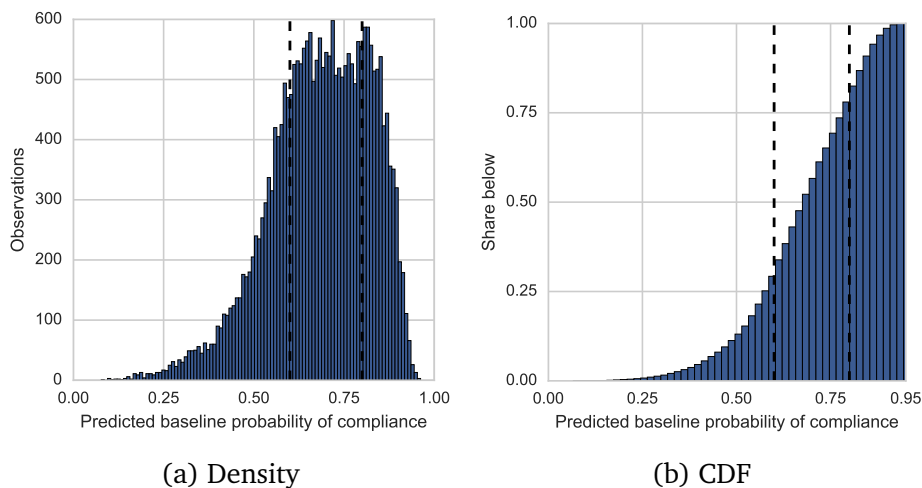 600
500
400
300
200
100
0
Observations
0.00 0.25 0.50 0.75 1.00
Predicted baseline probability of compliance
(a) Density
1.00
0.75
0.50
0.25
0.00
Share below
0.00 0.25 0.50 0.75 0.95
Predicted baseline probability of compliance
(b) CDF